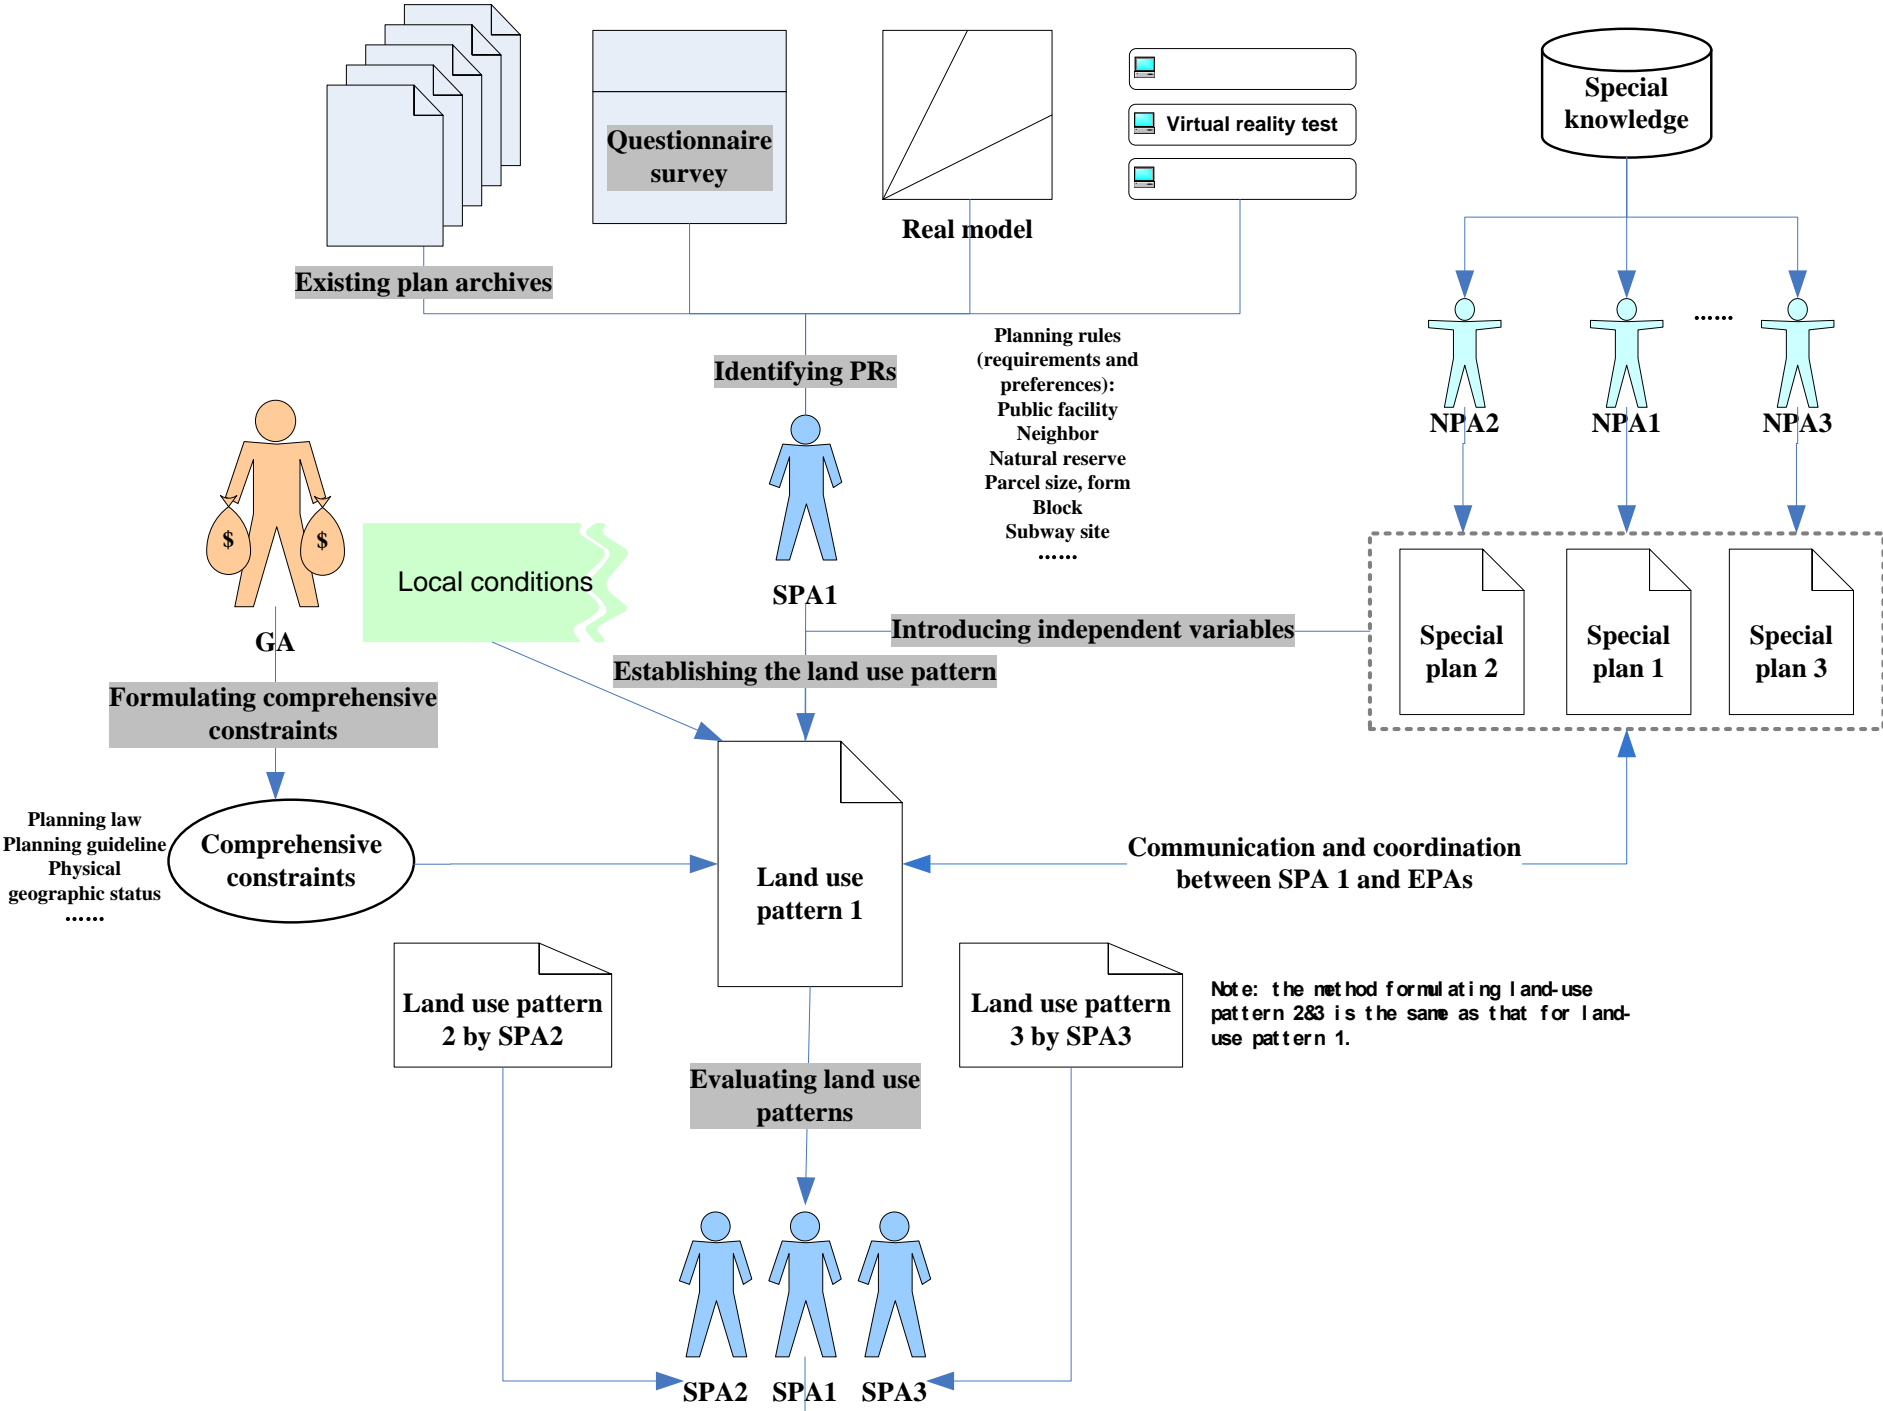 Special
knowledge
Questionnaire
survey
Virtual reality test
Real model
Existing plan archives
Identifying PRs
Planning rules
(requirements and
preferences):
Public facility
Neighbor
Natural reserve
Parcel size, form
Block
Subway site
......
......
NPA2
NPA1
NPA3
$
$
Local conditions
SPA1
GA
Introducing independent variables
Establishing the land use pattern
Special
plan 2
Special
plan 1
Special
plan 3
Formulating comprehensive
constraints
Planning law
Planning guideline
Physical
geographic status
......
Comprehensive
constraints
Land use
pattern 1
Communication and coordination
between SPA 1 and EPAs
Land use pattern
2 by SPA2
Land use pattern
3 by SPA3
Note: the method formulating land-use
pattern 2&3 is the same as that for land-
use pattern 1.
Evaluating land use
patterns
SPA2
SPA1
SPA3